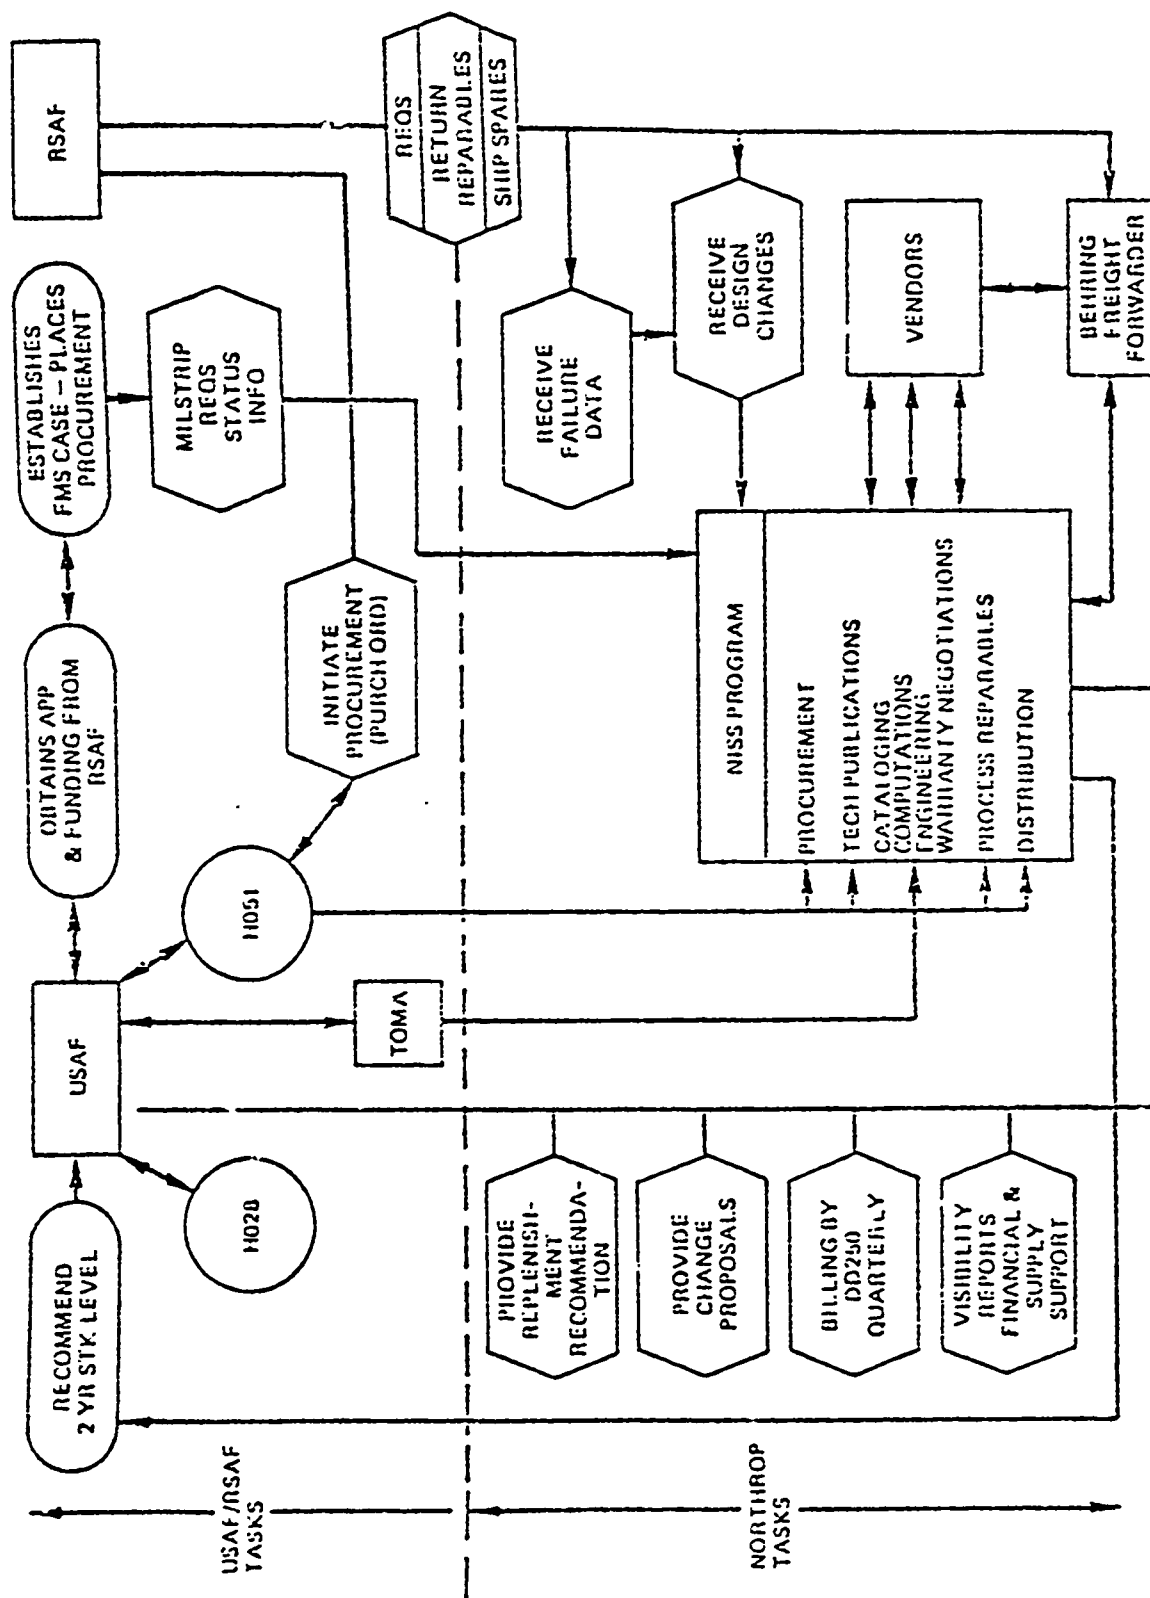 RECOMMEND
2 YR STK LEVEL
USAF
OBTAINS APP
& FUNDING FROM
RSAF
ESTABLISHES
FMS CASE – PLACES
PROCUREMENT
RSAF
H028
H051
MILSTRIP
REQS
STATUS
INFO
TOMA
INITIATE
PROCUREMENT
(PURCH ORD)
REQS
RETURN
REPARABLES
SHIP SPARES
USAF/RSAF
TASKS
NORTHROP
TASKS
PROVIDE
REPLENISH-
MENT
RECOMMENDA-
TION
PROVIDE
CHANGE
PROPOSALS
BILLING BY
DD250
QUARTERLY
VISIBILITY
REPORTS
FINANCIAL &
SUPPLY
SUPPORT
NISS PROGRAM
PROCUREMENT
TECH PUBLICATIONS
CATALOGING
COMPUTATIONS
ENGINEERING
WARRANTY NEGOTIATIONS
PROCESS REPARABLES
DISTRIBUTION
RECEIVE
FAILURE
DATA
RECEIVE
DESIGN
CHANGES
VENDORS
BEHRING
FREIGHT
FORWARDER